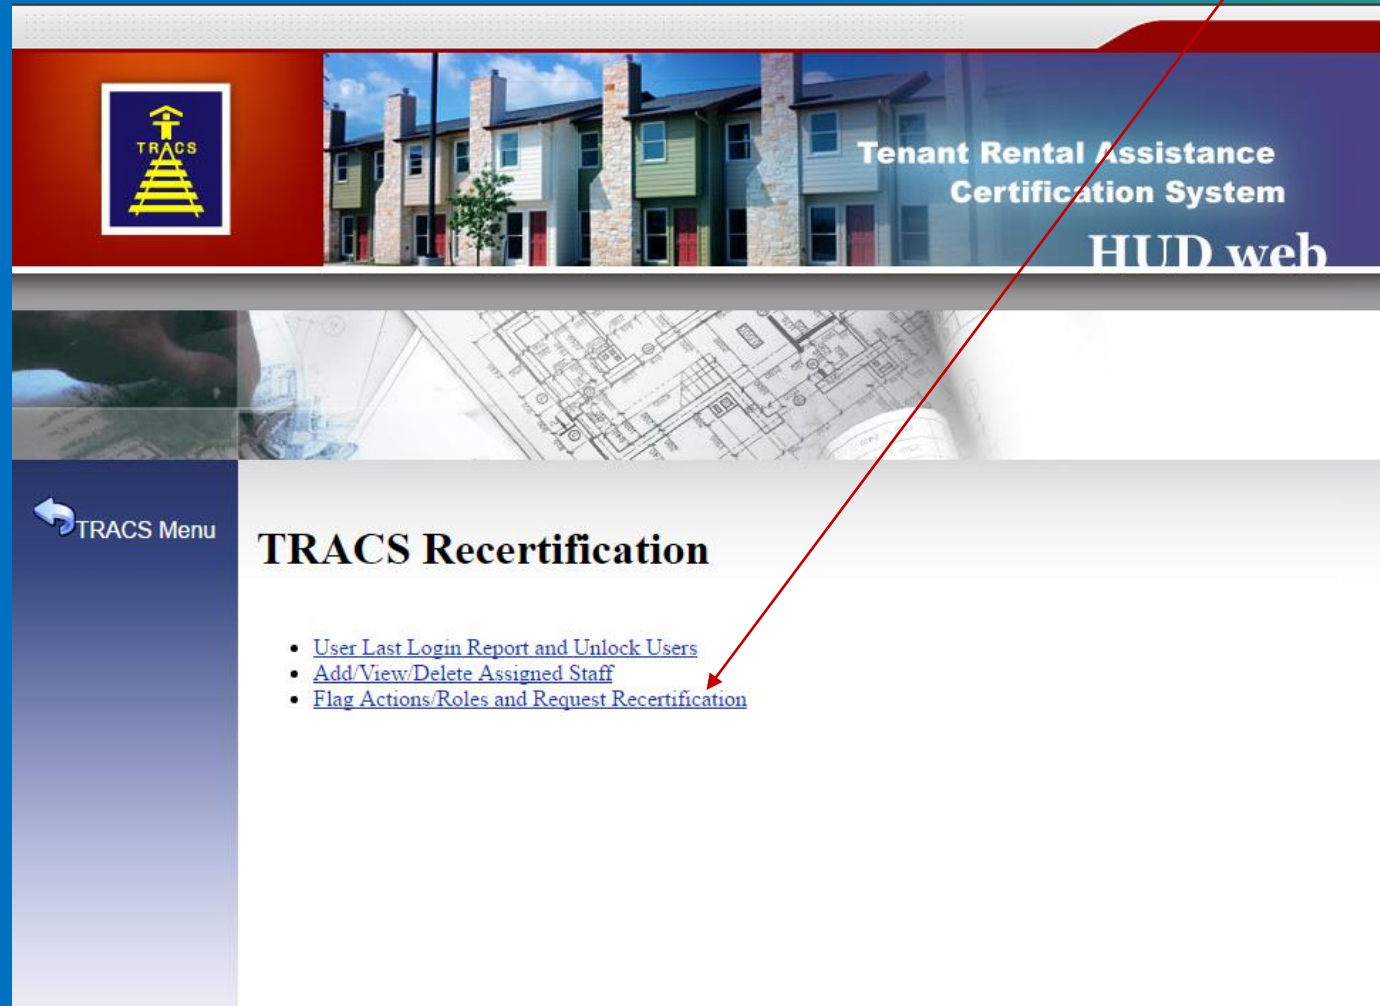 TRACS
Tenant Rental Assistance
Certification System
HUD web
TRACS Menu
TRACS Recertification
User Last Login Report and Unlock Users
Add/View/Delete Assigned Staff
Flag Actions/Roles and Request Recertification